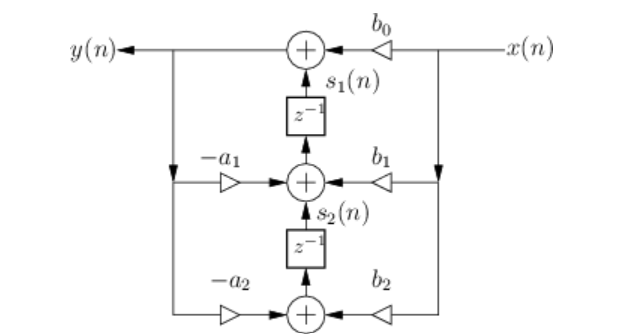 b₀
y(n) + x(n)
s₁(n)
z⁻¹
−a₁ b₁
+
s₂(n)
z⁻¹
−a₂ b₂
+